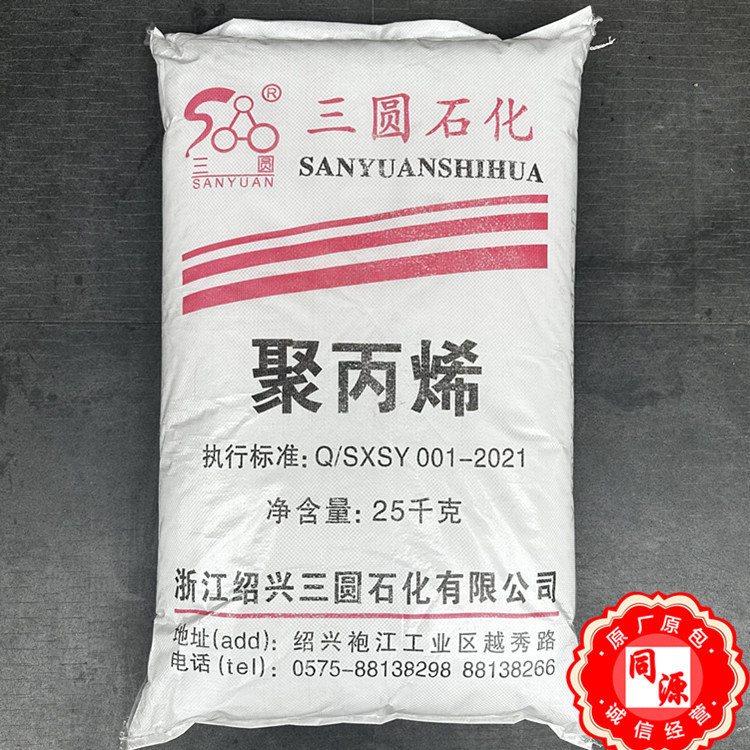 ®
三圆
SANYUAN
三圆石化
SANYUANSHIHUA
聚丙烯
执行标准: Q/SXSY 001-2021
净含量: 25千克
浙江绍兴三圆石化有限公司
地址(add): 绍兴袍江工业区越秀路
电话(tel): 0575-88138298 88138266
原厂原包
同源
诚信经营